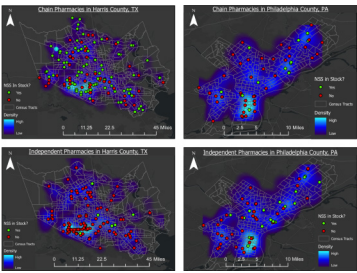 Chain Pharmacies in Harris County, TX
N
NSS In Stock?
Yes
No
Census Tracts
Density
High
Low
0 11.25 22.5 45 Miles
Chain Pharmacies in Philadelphia County, PA
N
NSS in Stock?
Yes
No
Census Tracts
Density
High
Low
0 2.5 5 10 Miles
Independent Pharmacies in Harris County, TX
N
NSS in Stock?
Yes
No
Census Tracts
Density
High
Low
0 11.25 22.5 45 Miles
Independent Pharmacies in Philadelphia County, PA
N
NSS in Stock?
Yes
No
Census Tracts
Density
High
Low
0 2.5 5 10 Miles